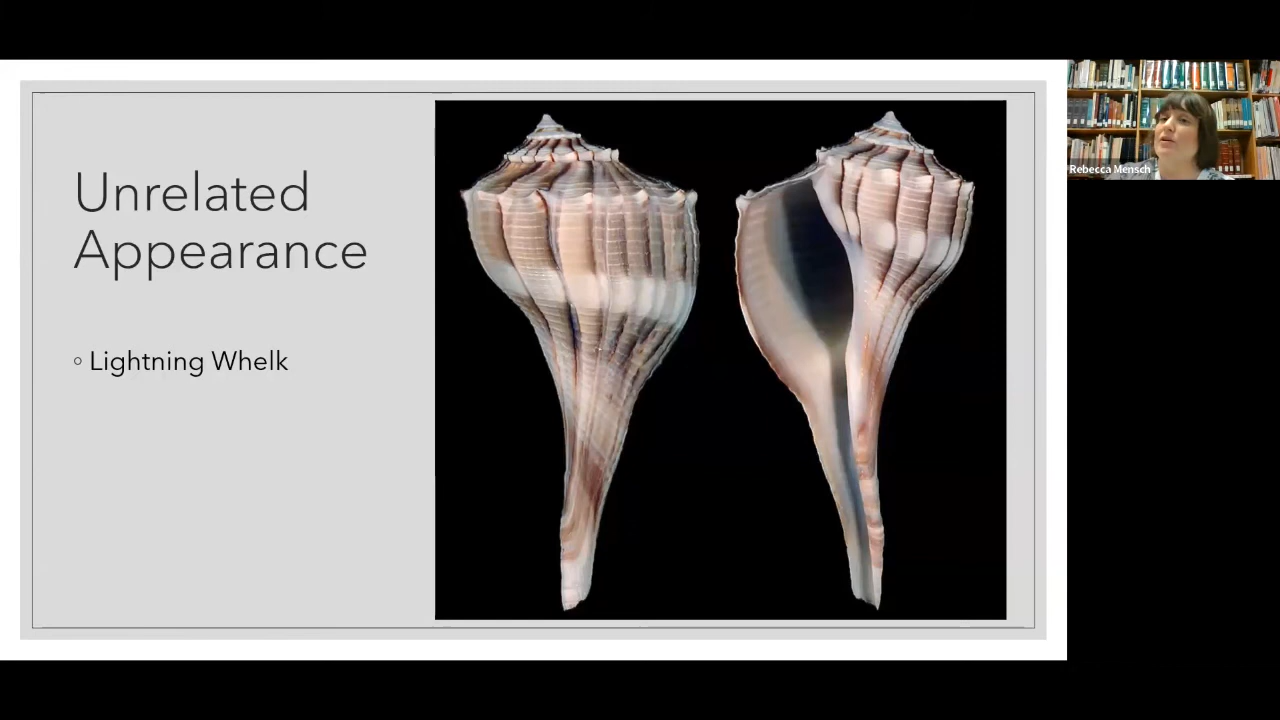 Unrelated
Appearance
◦ Lightning Whelk
Rebecca Mensch